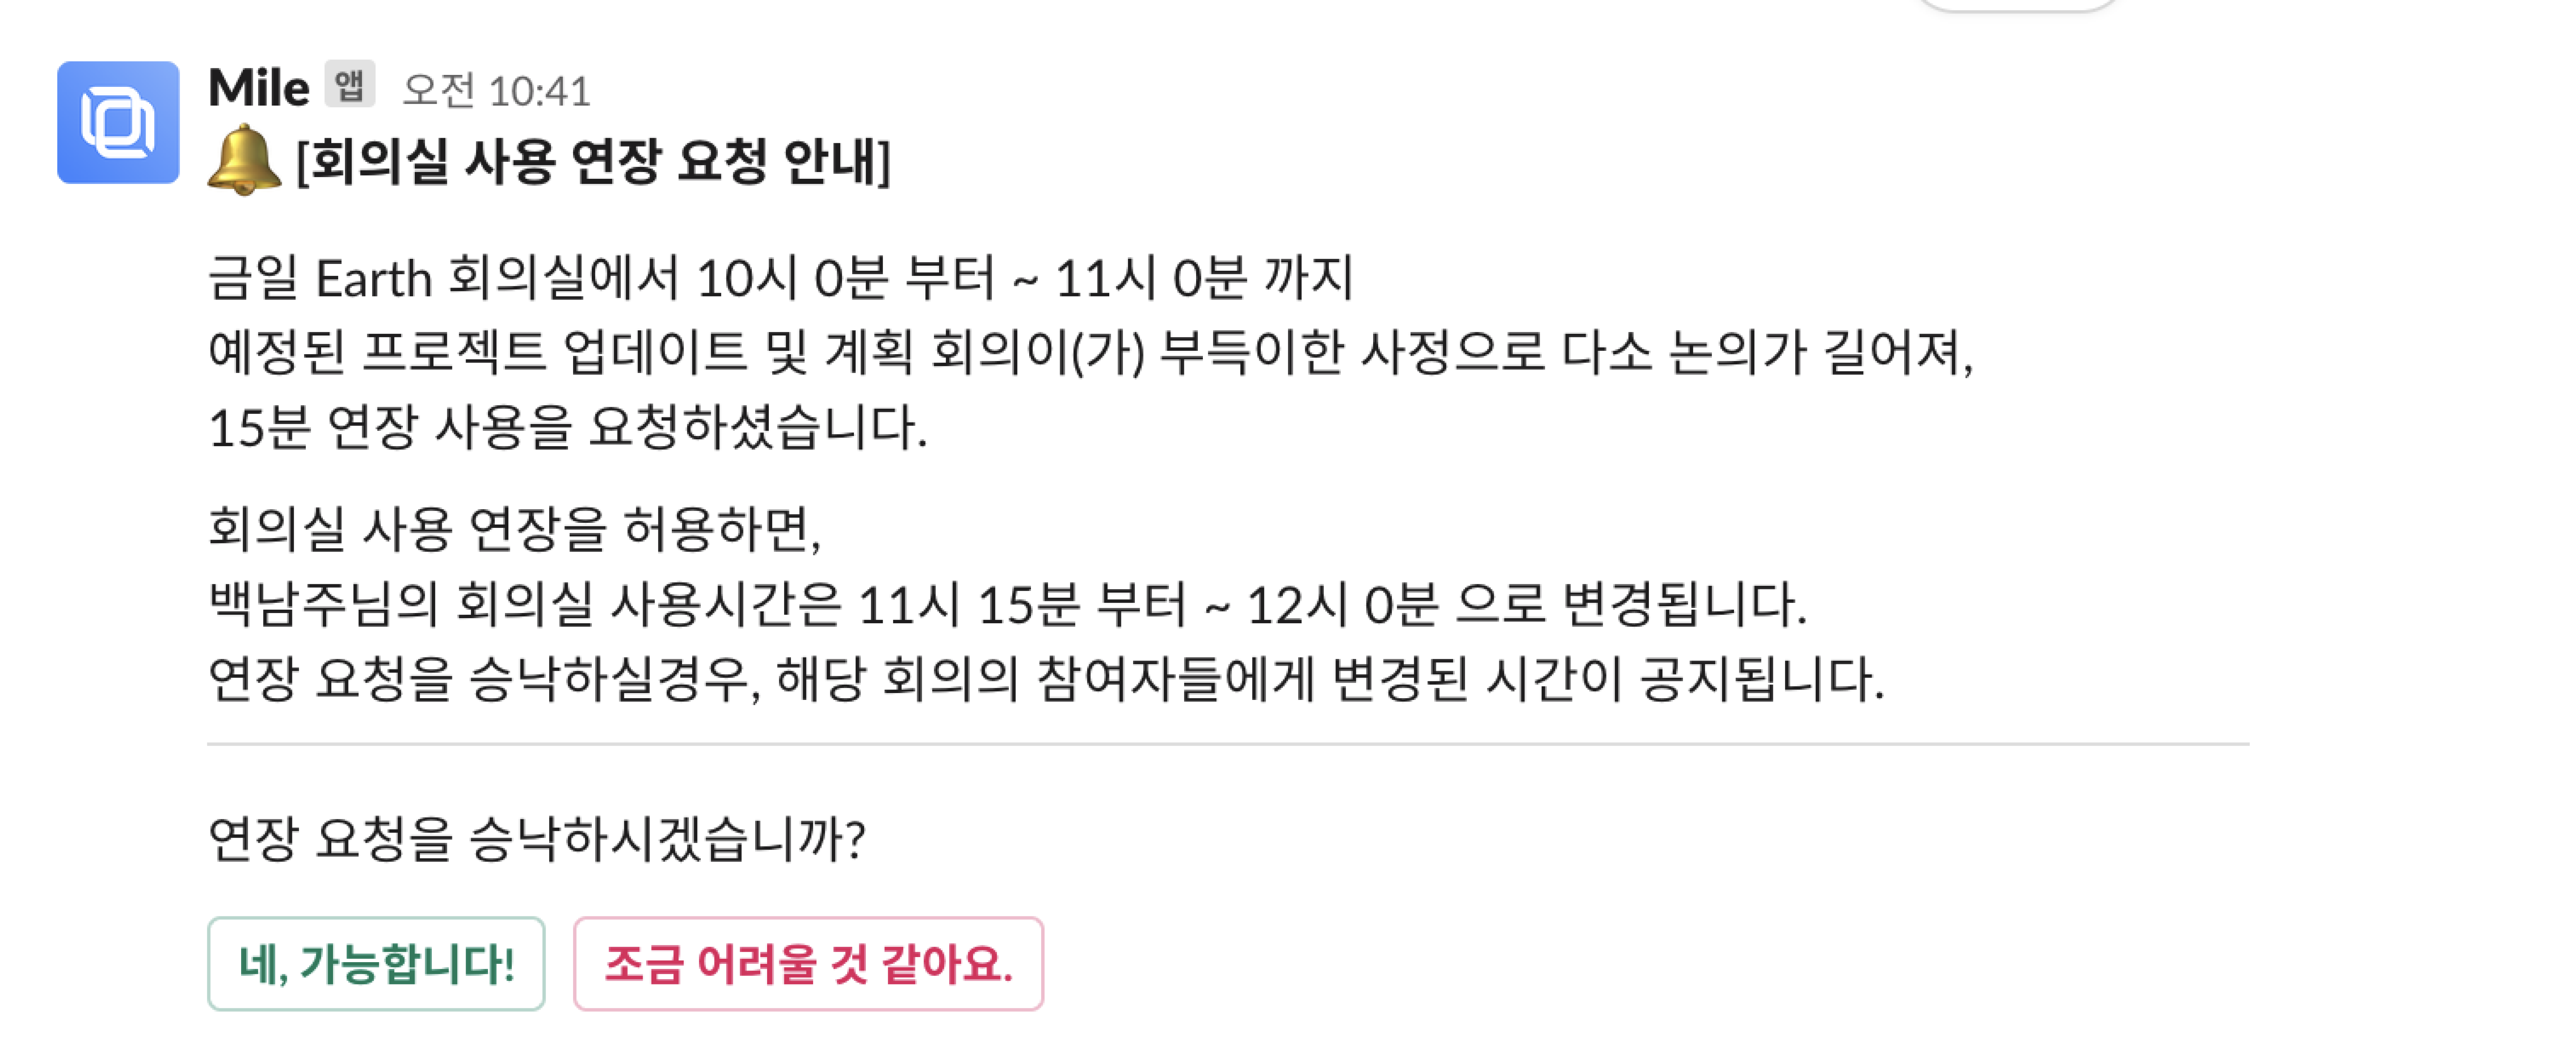 Mile 앱 오전 10:41
[회의실 사용 연장 요청 안내]
금일 Earth 회의실에서 10시 0분 부터 ~ 11시 0분 까지
예정된 프로젝트 업데이트 및 계획 회의이(가) 부득이한 사정으로 다소 논의가 길어져,
15분 연장 사용을 요청하셨습니다.
회의실 사용 연장을 허용하면,
백남주님의 회의실 사용시간은 11시 15분 부터 ~ 12시 0분 으로 변경됩니다.
연장 요청을 승낙하실경우, 해당 회의의 참여자들에게 변경된 시간이 공지됩니다.
연장 요청을 승낙하시겠습니까?
네, 가능합니다!
조금 어려울 것 같아요.